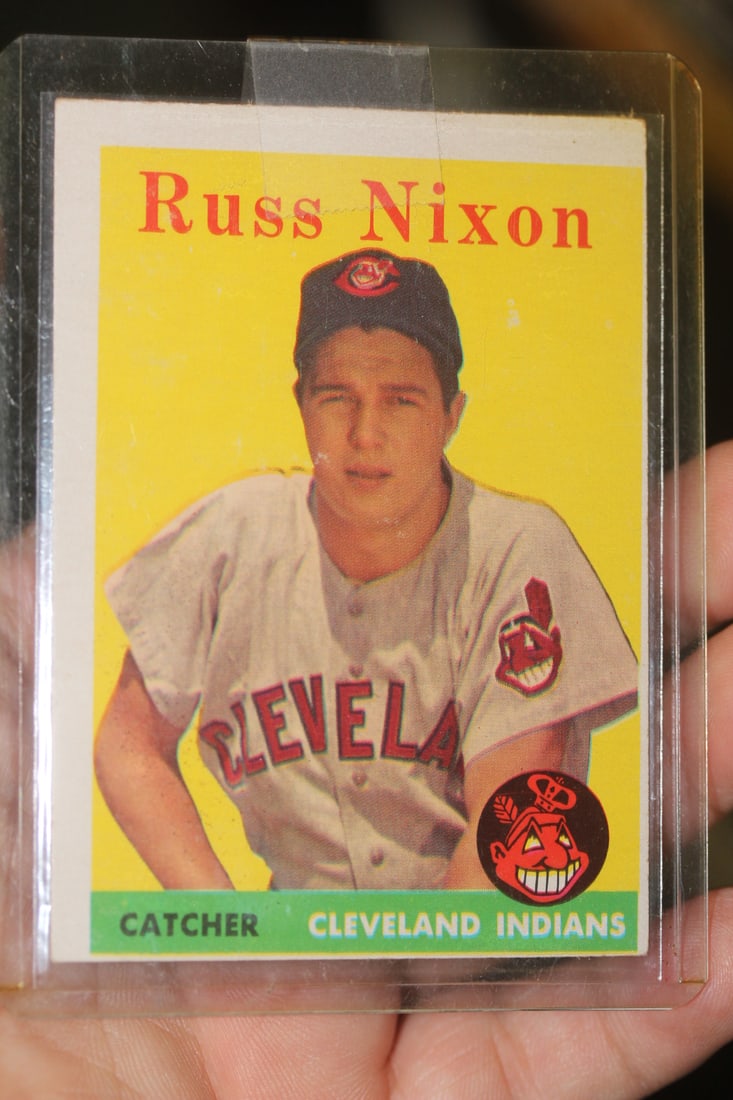 Russ Nixon
CLEVELA
CATCHER CLEVELAND INDIANS